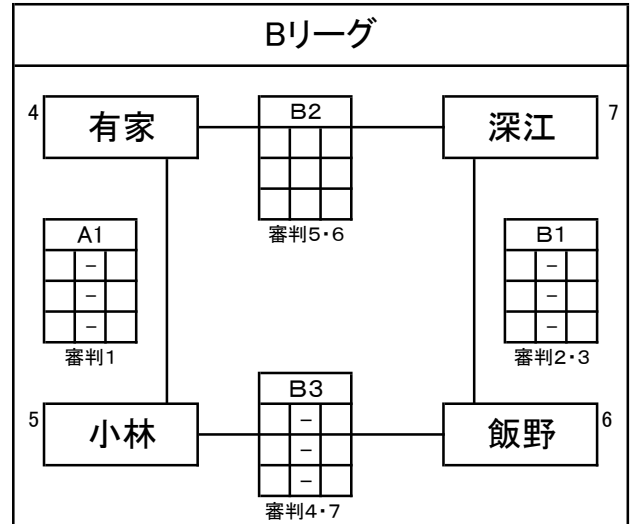 Bリーグ
4 有家 B2 深江 7
審判5・6
A1 B1
- -
- -
- -
審判1 審判2・3
5 小林 B3 飯野 6
-
-
-
審判4・7